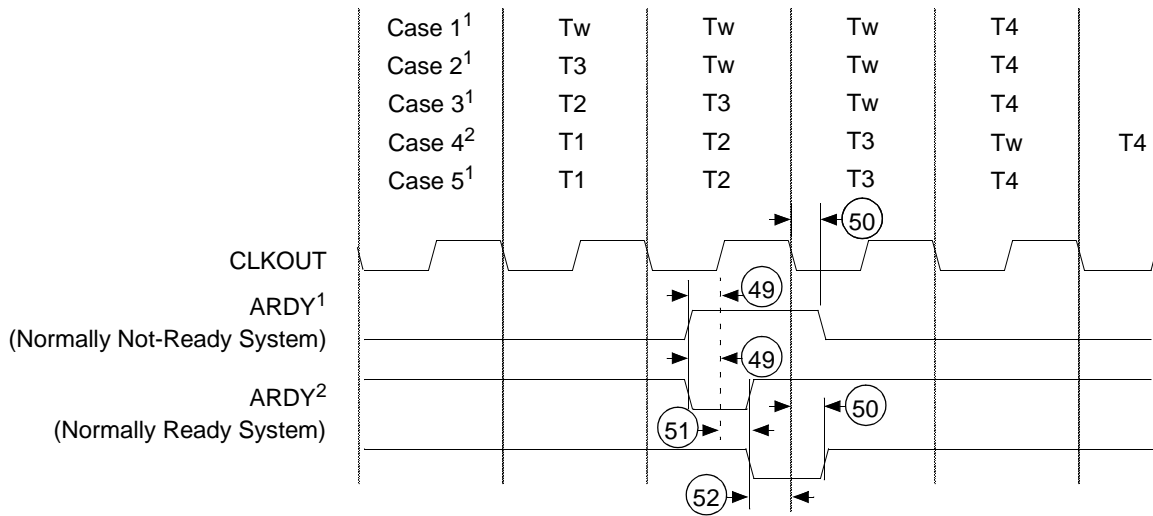 Case 1¹ Tw Tw Tw T4
Case 2¹ T3 Tw Tw T4
Case 3¹ T2 T3 Tw T4
Case 4² T1 T2 T3 Tw T4
Case 5¹ T1 T2 T3 T4
50
CLKOUT
49
ARDY¹
(Normally Not-Ready System)
49
ARDY²
50
(Normally Ready System)
51
52